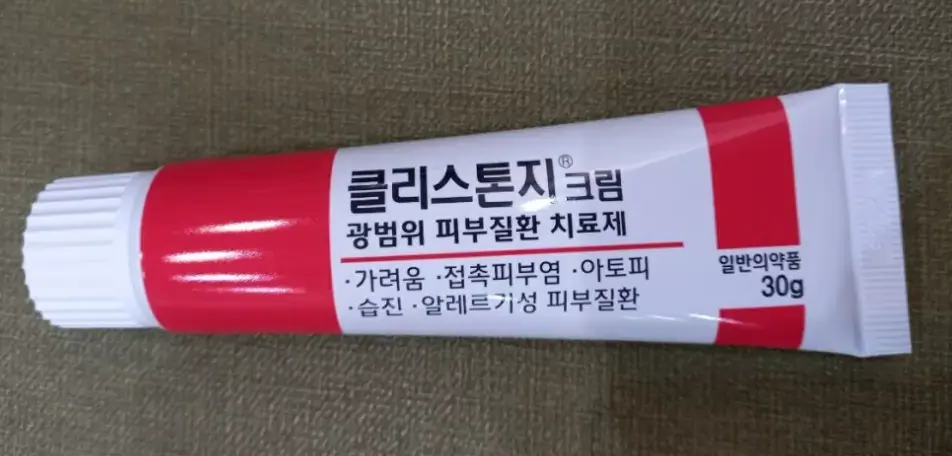 클리스톤지® 크림
광범위 피부질환 치료제
·가려움 ·접촉피부염 ·아토피
·습진 ·알레르기성 피부질환
일반의약품
30g